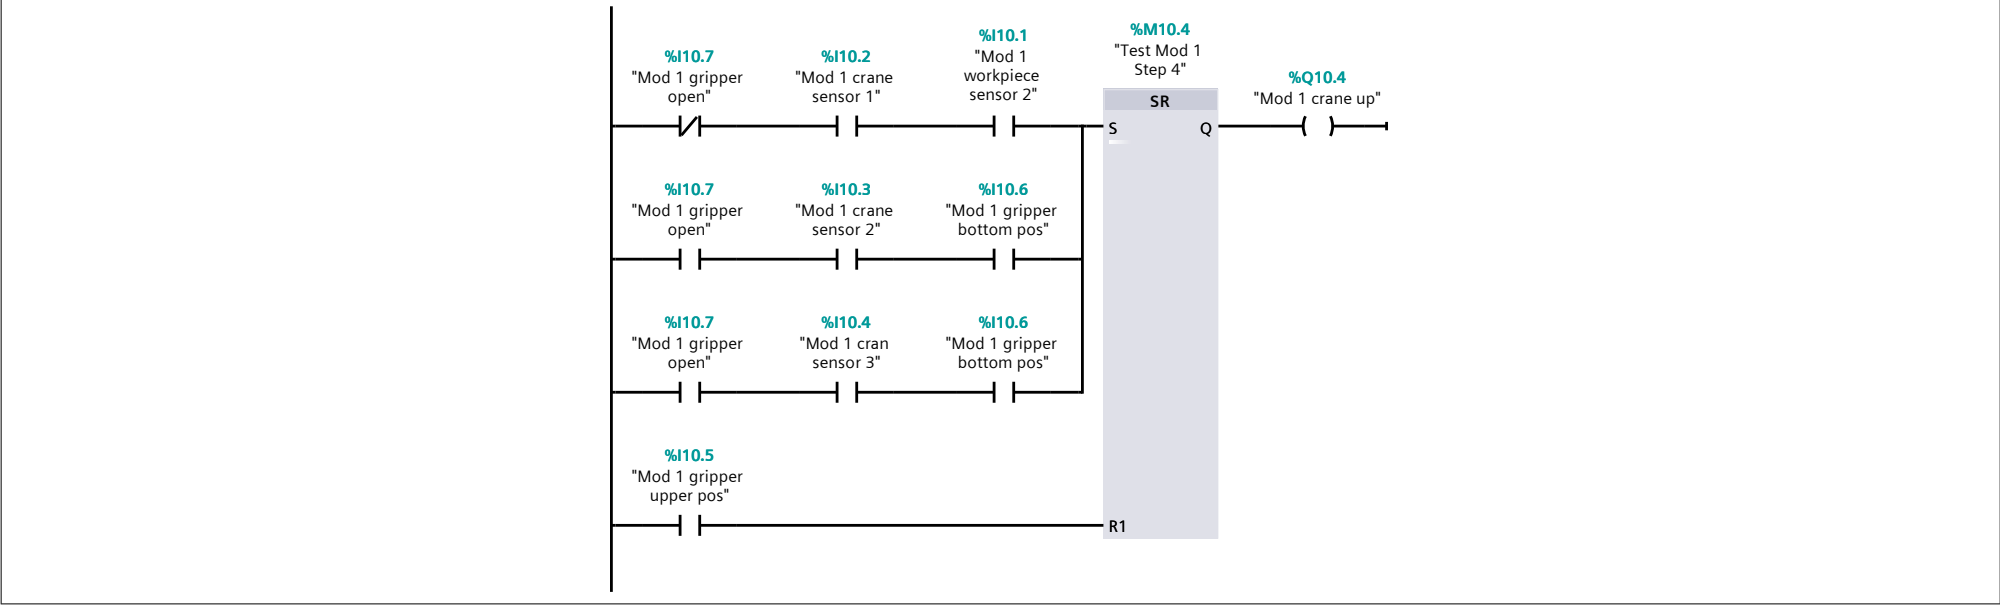 %I10.7
"Mod 1 gripper
open"
%I10.2
"Mod 1 crane
sensor 1"
%I10.1
"Mod 1
workpiece
sensor 2"
%M10.4
"Test Mod 1
Step 4"
SR
S
Q
%Q10.4
"Mod 1 crane up"
%I10.7
"Mod 1 gripper
open"
%I10.3
"Mod 1 crane
sensor 2"
%I10.6
"Mod 1 gripper
bottom pos"
%I10.7
"Mod 1 gripper
open"
%I10.4
"Mod 1 cran
sensor 3"
%I10.6
"Mod 1 gripper
bottom pos"
%I10.5
"Mod 1 gripper
upper pos"
R1